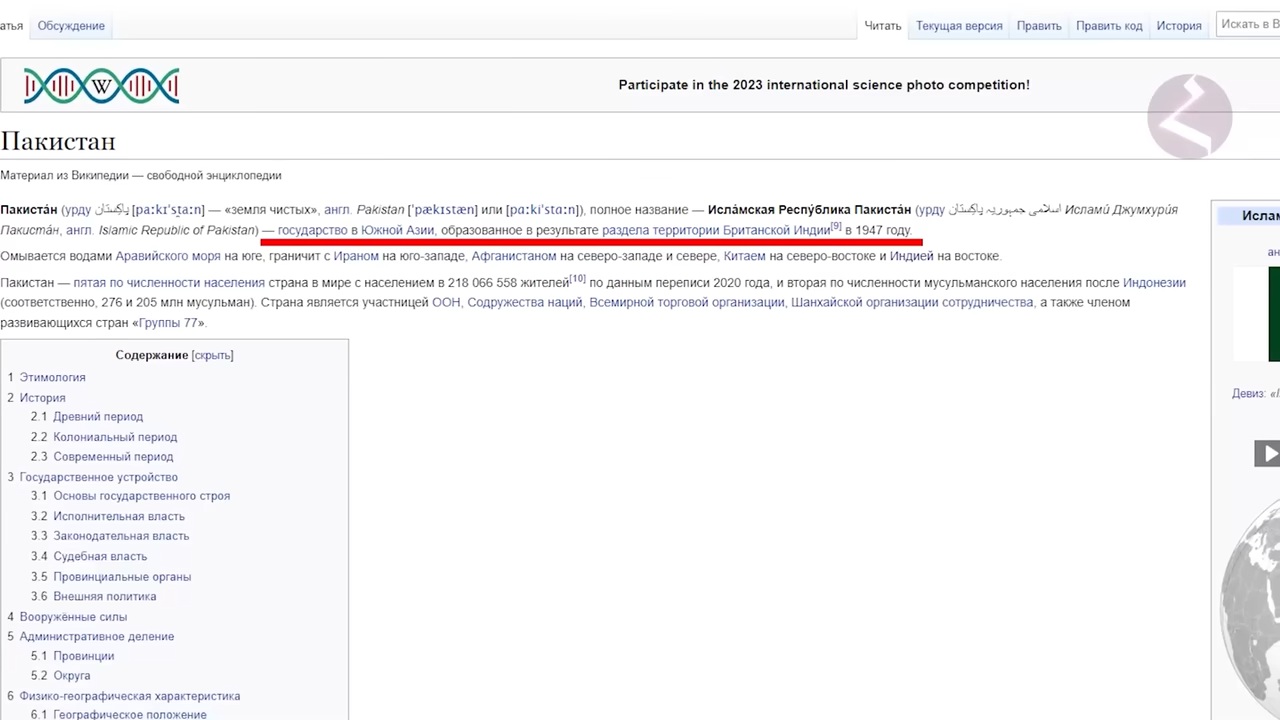 атья Обсуждение Читать Текущая версия Править Править код История Искать в В
W Participate in the 2023 international science photo competition!
Пакистан
Материал из Википедии — свободной энциклопедии
Пакиста́н (урду پاکِستان [paːkɪˈst̪aːn] — «земля чистых», англ. Pakistan [ˈpækɪstæn] или [pɑːkiˈstɑːn]), полное название — Исла́мская Респу́блика Пакиста́н (урду اسلامی جمہوریہ پاکِستان Ислами́ Джумхури́я
Пакиста́н, англ. Islamic Republic of Pakistan) — государство в Южной Азии, образованное в результате раздела территории Британской Индии[9] в 1947 году.
Омывается водами Аравийского моря на юге, граничит с Ираном на юго-западе, Афганистаном на северо-западе и севере, Китаем на северо-востоке и Индией на востоке.
Пакистан — пятая по численности населения страна в мире с населением в 218 066 558 жителей[10] по данным переписи 2020 года, и вторая по численности мусульманского населения после Индонезии
(соответственно, 276 и 205 млн мусульман). Страна является участницей ООН, Содружества наций, Всемирной торговой организации, Шанхайской организации сотрудничества, а также членом
развивающихся стран «Группы 77».
Ислам
ан
Девиз: «I
Содержание [скрыть]
1 Этимология
2 История
2.1 Древний период
2.2 Колониальный период
2.3 Современный период
3 Государственное устройство
3.1 Основы государственного строя
3.2 Исполнительная власть
3.3 Законодательная власть
3.4 Судебная власть
3.5 Провинциальные органы
3.6 Внешняя политика
4 Вооружённые силы
5 Административное деление
5.1 Провинции
5.2 Округа
6 Физико-географическая характеристика
6.1 Географическое положение